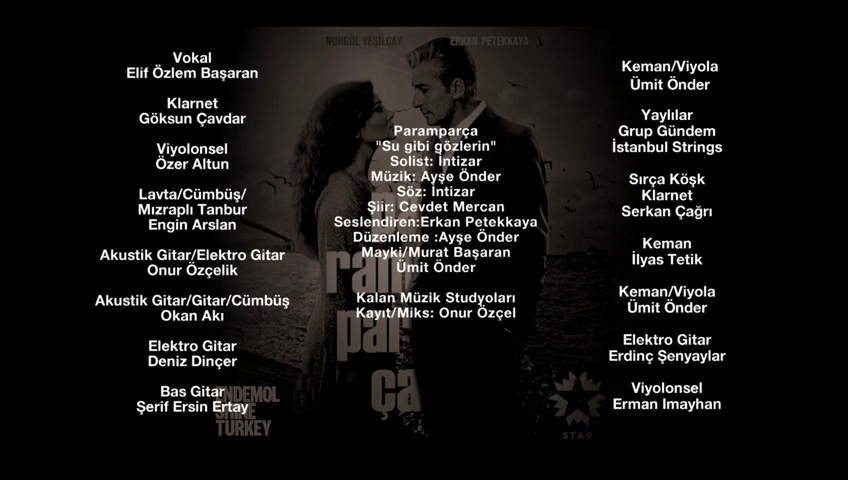 NURGÜL YEŞİLÇAY
ERKAN PETEKKAYA
Vokal
Elif Özlem Başaran
Klarnet
Göksun Çavdar
Viyolonsel
Özer Altun
Lavta/Cümbüş/
Mızraplı Tanbur
Engin Arslan
Akustik Gitar/Elektro Gitar
Onur Özçelik
Akustik Gitar/Gitar/Cümbüş
Okan Akı
Elektro Gitar
Deniz Dinçer
Bas Gitar
Şerif Ersin Ertay
Paramparça
"Su gibi gözlerin"
Solist: İntizar
Müzik: Ayşe Önder
Söz: İntizar
Şiir: Cevdet Mercan
Seslendiren:Erkan Petekkaya
Düzenleme :Ayşe Önder
Mayki/Murat Başaran
Ümit Önder
Kalan Müzik Studyoları
Kayıt/Miks: Onur Özçel
Keman/Viyola
Ümit Önder
Yaylılar
Grup Gündem
İstanbul Strings
Sırça Köşk
Klarnet
Serkan Çağrı
Keman
İlyas Tetik
Keman/Viyola
Ümit Önder
Elektro Gitar
Erdinç Şenyaylar
Viyolonsel
Erman Imayhan
pa
ram
par
ça
ENDEMOL
SHINE
TURKEY
STAR